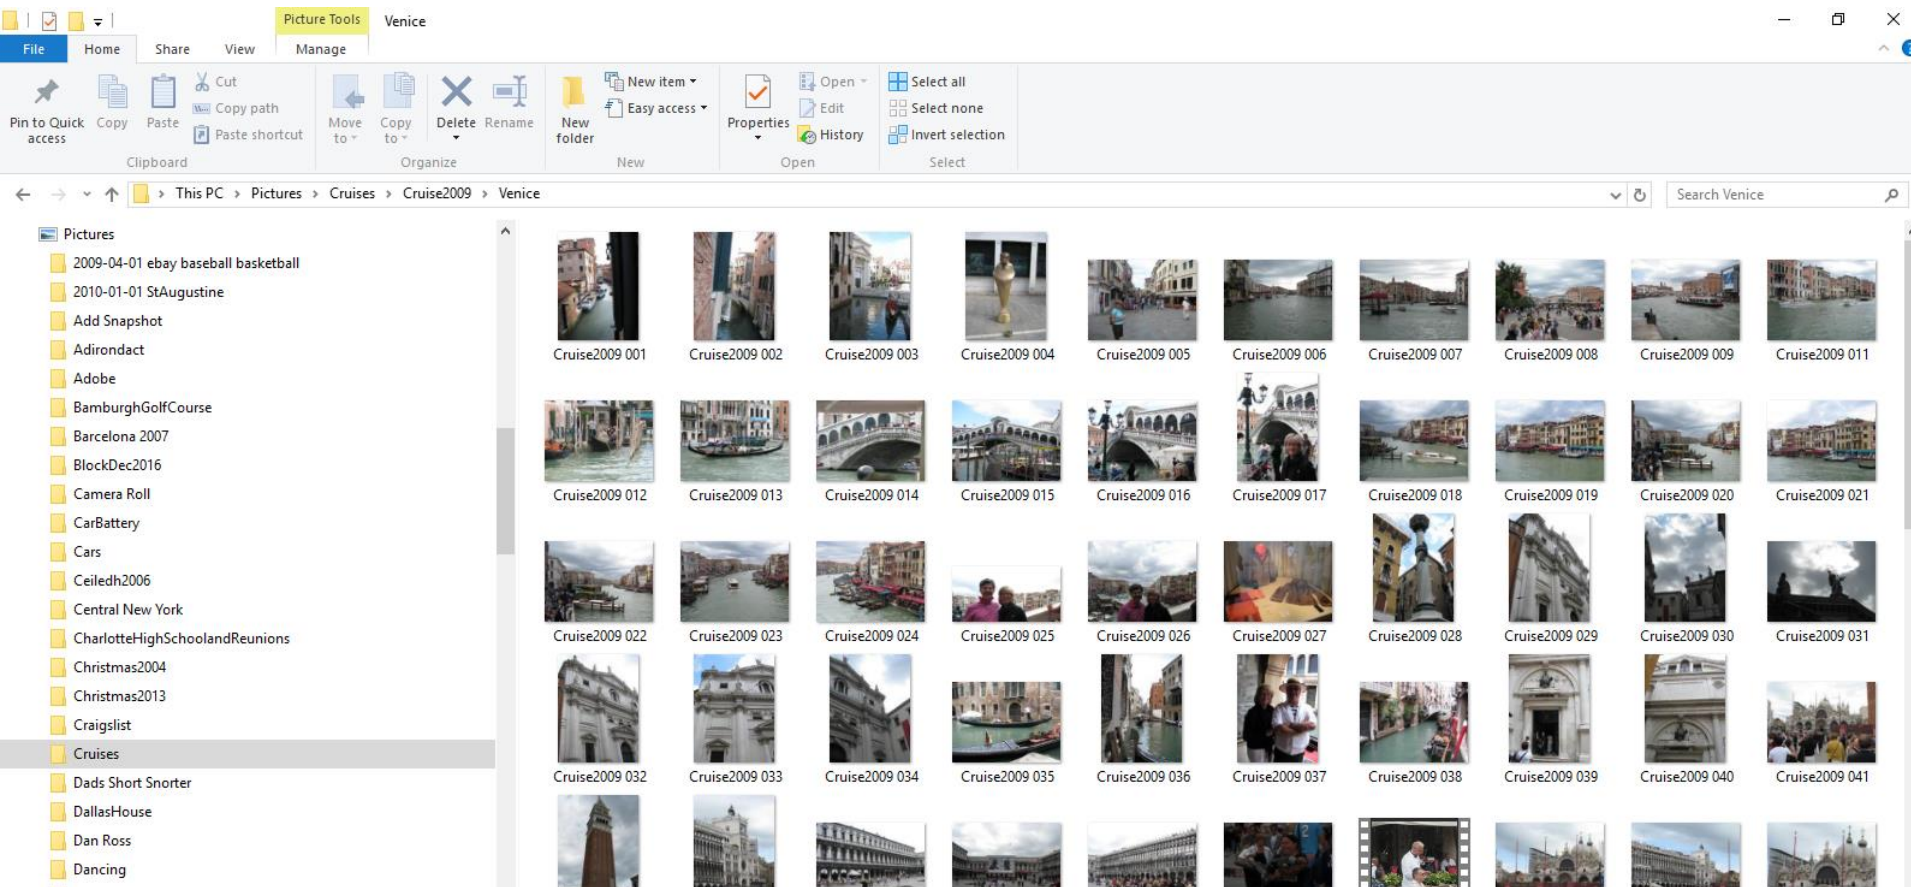 Picture Tools Venice
File Home Share View Manage
Pin to Quick access
Copy
Paste
Cut
Copy path
Paste shortcut
Clipboard
Move to
Copy to
Delete
Rename
Organize
New folder
New item
Easy access
New
Properties
Open
Edit
History
Open
Select all
Select none
Invert selection
Select
This PC > Pictures > Cruises > Cruise2009 > Venice
Search Venice
Pictures
2009-04-01 ebay baseball basketball
2010-01-01 StAugustine
Add Snapshot
Adirondact
Adobe
BamburghGolfCourse
Barcelona 2007
BlockDec2016
Camera Roll
CarBattery
Cars
Ceiledh2006
Central New York
CharlotteHighSchoolandReunions
Christmas2004
Christmas2013
Craigslist
Cruises
Dads Short Snorter
DallasHouse
Dan Ross
Dancing
Cruise2009 001 Cruise2009 002 Cruise2009 003 Cruise2009 004 Cruise2009 005 Cruise2009 006 Cruise2009 007 Cruise2009 008 Cruise2009 009 Cruise2009 011
Cruise2009 012 Cruise2009 013 Cruise2009 014 Cruise2009 015 Cruise2009 016 Cruise2009 017 Cruise2009 018 Cruise2009 019 Cruise2009 020 Cruise2009 021
Cruise2009 022 Cruise2009 023 Cruise2009 024 Cruise2009 025 Cruise2009 026 Cruise2009 027 Cruise2009 028 Cruise2009 029 Cruise2009 030 Cruise2009 031
Cruise2009 032 Cruise2009 033 Cruise2009 034 Cruise2009 035 Cruise2009 036 Cruise2009 037 Cruise2009 038 Cruise2009 039 Cruise2009 040 Cruise2009 041
2